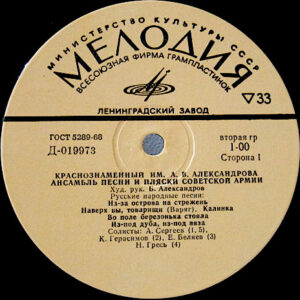 МИНИСТЕРСТВО КУЛЬТУРЫ СССР
МЕЛОДИЯ
ВСЕСОЮЗНАЯ ФИРМА ГРАМПЛАСТИНОК
ЛЕНИНГРАДСКИЙ ЗАВОД
▽33
ГОСТ 5289-68
Д-019973
вторая гр
1-00
Сторона 1
КРАСНОЗНАМЕННЫЙ ИМ. А. В. АЛЕКСАНДРОВА
АНСАМБЛЬ ПЕСНИ И ПЛЯСКИ СОВЕТСКОЙ АРМИИ
Худ. рук. Б. Александров
Русские народные песни:
Из-за острова на стрежень
Наверх вы, товарищи (Варяг). Калинка
Во поле березонька стояла
Из-под дуба, из-под вяза
Солисты: А. Сергеев (1, 5),
К. Герасимов (2), Е. Беляев (3)
Н. Гресь (4)